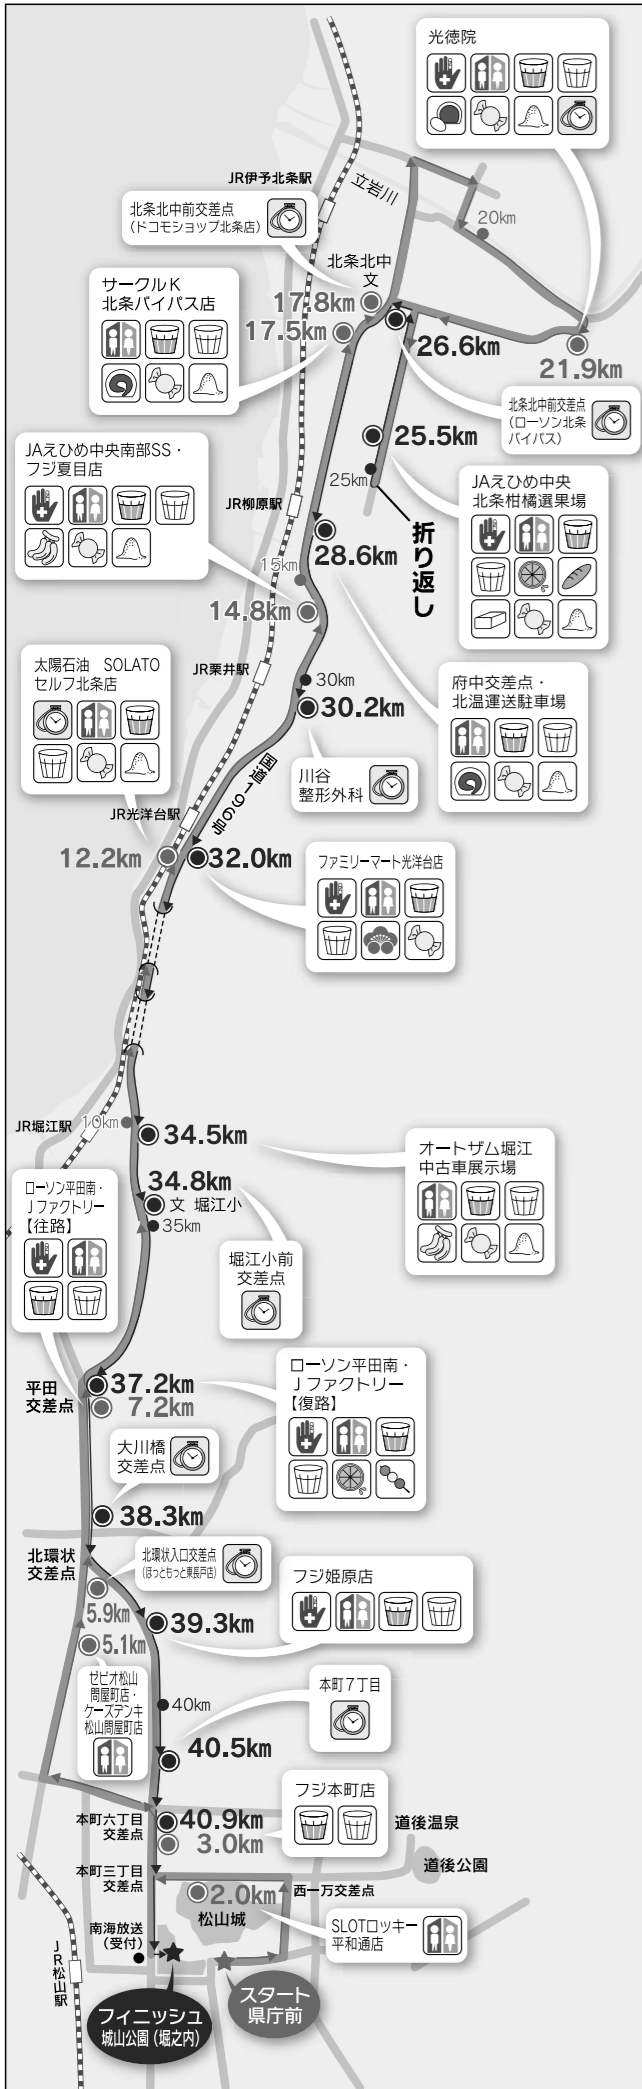 光徳院
JR伊予北条駅
立岩川
北条北中前交差点
(ドコモショップ北条店)
20km
北条北中
文
サークルK
北条バイパス店
17.8km
17.5km
26.6km
21.9km
北条北中前交差点
(ローソン北条
バイパス)
25.5km
JAえひめ中央南部SS・
フジ夏目店
25km
JAえひめ中央
北条柑橘選果場
JR柳原駅
折り返し
28.6km
15km
14.8km
太陽石油 SOLATO
セルフ北条店
JR粟井駅
30km
30.2km
府中交差点・
北温運送駐車場
川谷
整形外科
国道196号
JR光洋台駅
12.2km
32.0km
ファミリーマート光洋台店
JR堀江駅
10km
34.5km
オートザム堀江
中古車展示場
ローソン平田南・
Jファクトリー
【往路】
34.8km
文 堀江小
35km
堀江小前
交差点
平田
交差点
37.2km
7.2km
ローソン平田南・
Jファクトリー
【復路】
大川橋
交差点
38.3km
北環状
交差点
北環状入口交差点
(ほっともっと東長戸店)
フジ姫原店
5.9km
39.3km
5.1km
ゼビオ松山
問屋町店・
ケーズデンキ
松山問屋町店
40km
本町7丁目
40.5km
フジ本町店
本町六丁目
交差点
40.9km
3.0km
道後温泉
道後公園
本町三丁目
交差点
2.0km
西一万交差点
松山城
南海放送
(受付)
SLOTロッキー
平和通店
JR松山駅
フィニッシュ
城山公園(堀之内)
スタート
県庁前